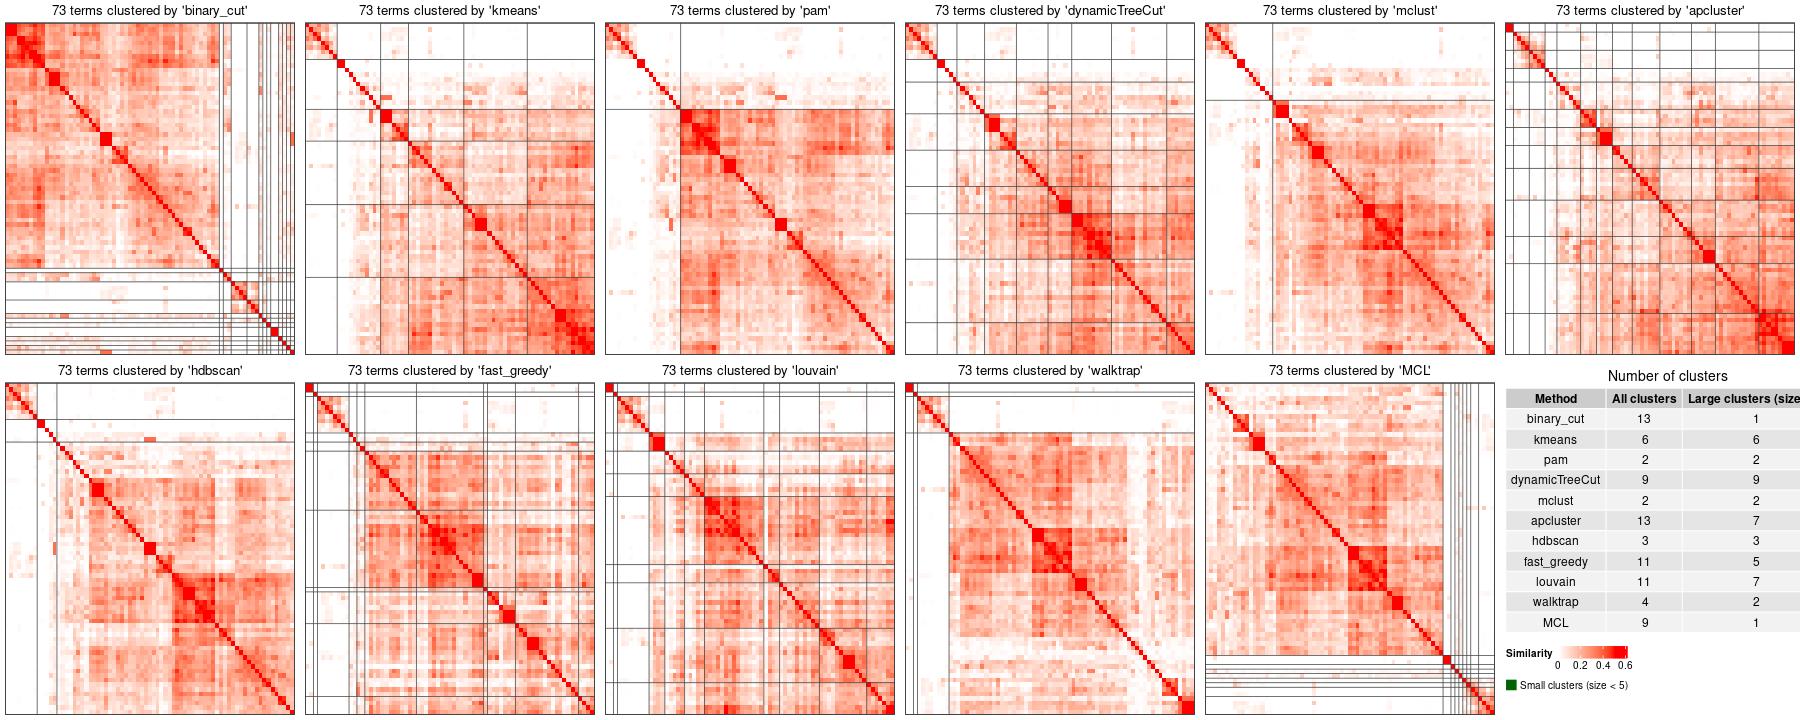 73 terms clustered by 'binary_cut'
73 terms clustered by 'kmeans'
73 terms clustered by 'pam'
73 terms clustered by 'dynamicTreeCut'
73 terms clustered by 'mclust'
73 terms clustered by 'apcluster'
73 terms clustered by 'hdbscan'
73 terms clustered by 'fast_greedy'
73 terms clustered by 'louvain'
73 terms clustered by 'walktrap'
73 terms clustered by 'MCL'
Number of clusters
Method All clusters Large clusters (size
binary_cut 13 1
kmeans 6 6
pam 2 2
dynamicTreeCut 9 9
mclust 2 2
apcluster 13 7
hdbscan 3 3
fast_greedy 11 5
louvain 11 7
walktrap 4 2
MCL 9 1
Similarity
0 0.2 0.4 0.6
Small clusters (size < 5)